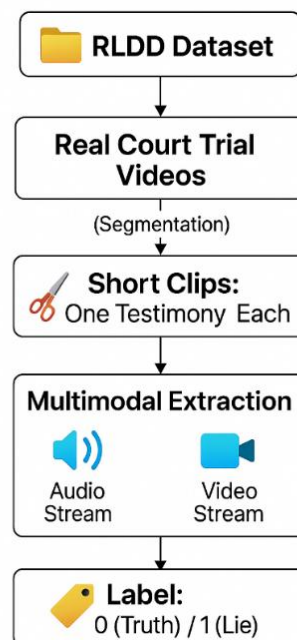 RLDD Dataset
Real Court Trial
Videos
(Segmentation)
Short Clips:
One Testimony Each
Multimodal Extraction
Audio
Stream
Video
Stream
Label:
0 (Truth) / 1 (Lie)